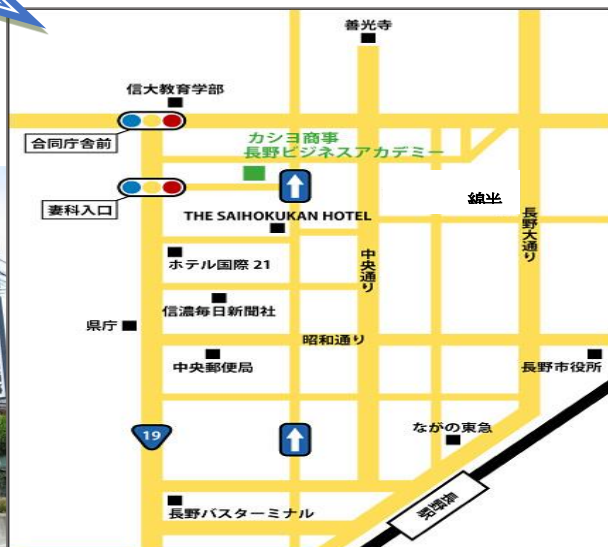 善光寺
信大教育学部
合同庁舎前
カシヨ商事
長野ビジネスアカデミー
妻科入口
綿半
長野大通り
THE SAIHOKUKAN HOTEL
中央通り
ホテル国際21
信濃毎日新聞社
県庁
昭和通り
中央郵便局
長野市役所
19
ながの東急
長野駅
長野バスターミナル